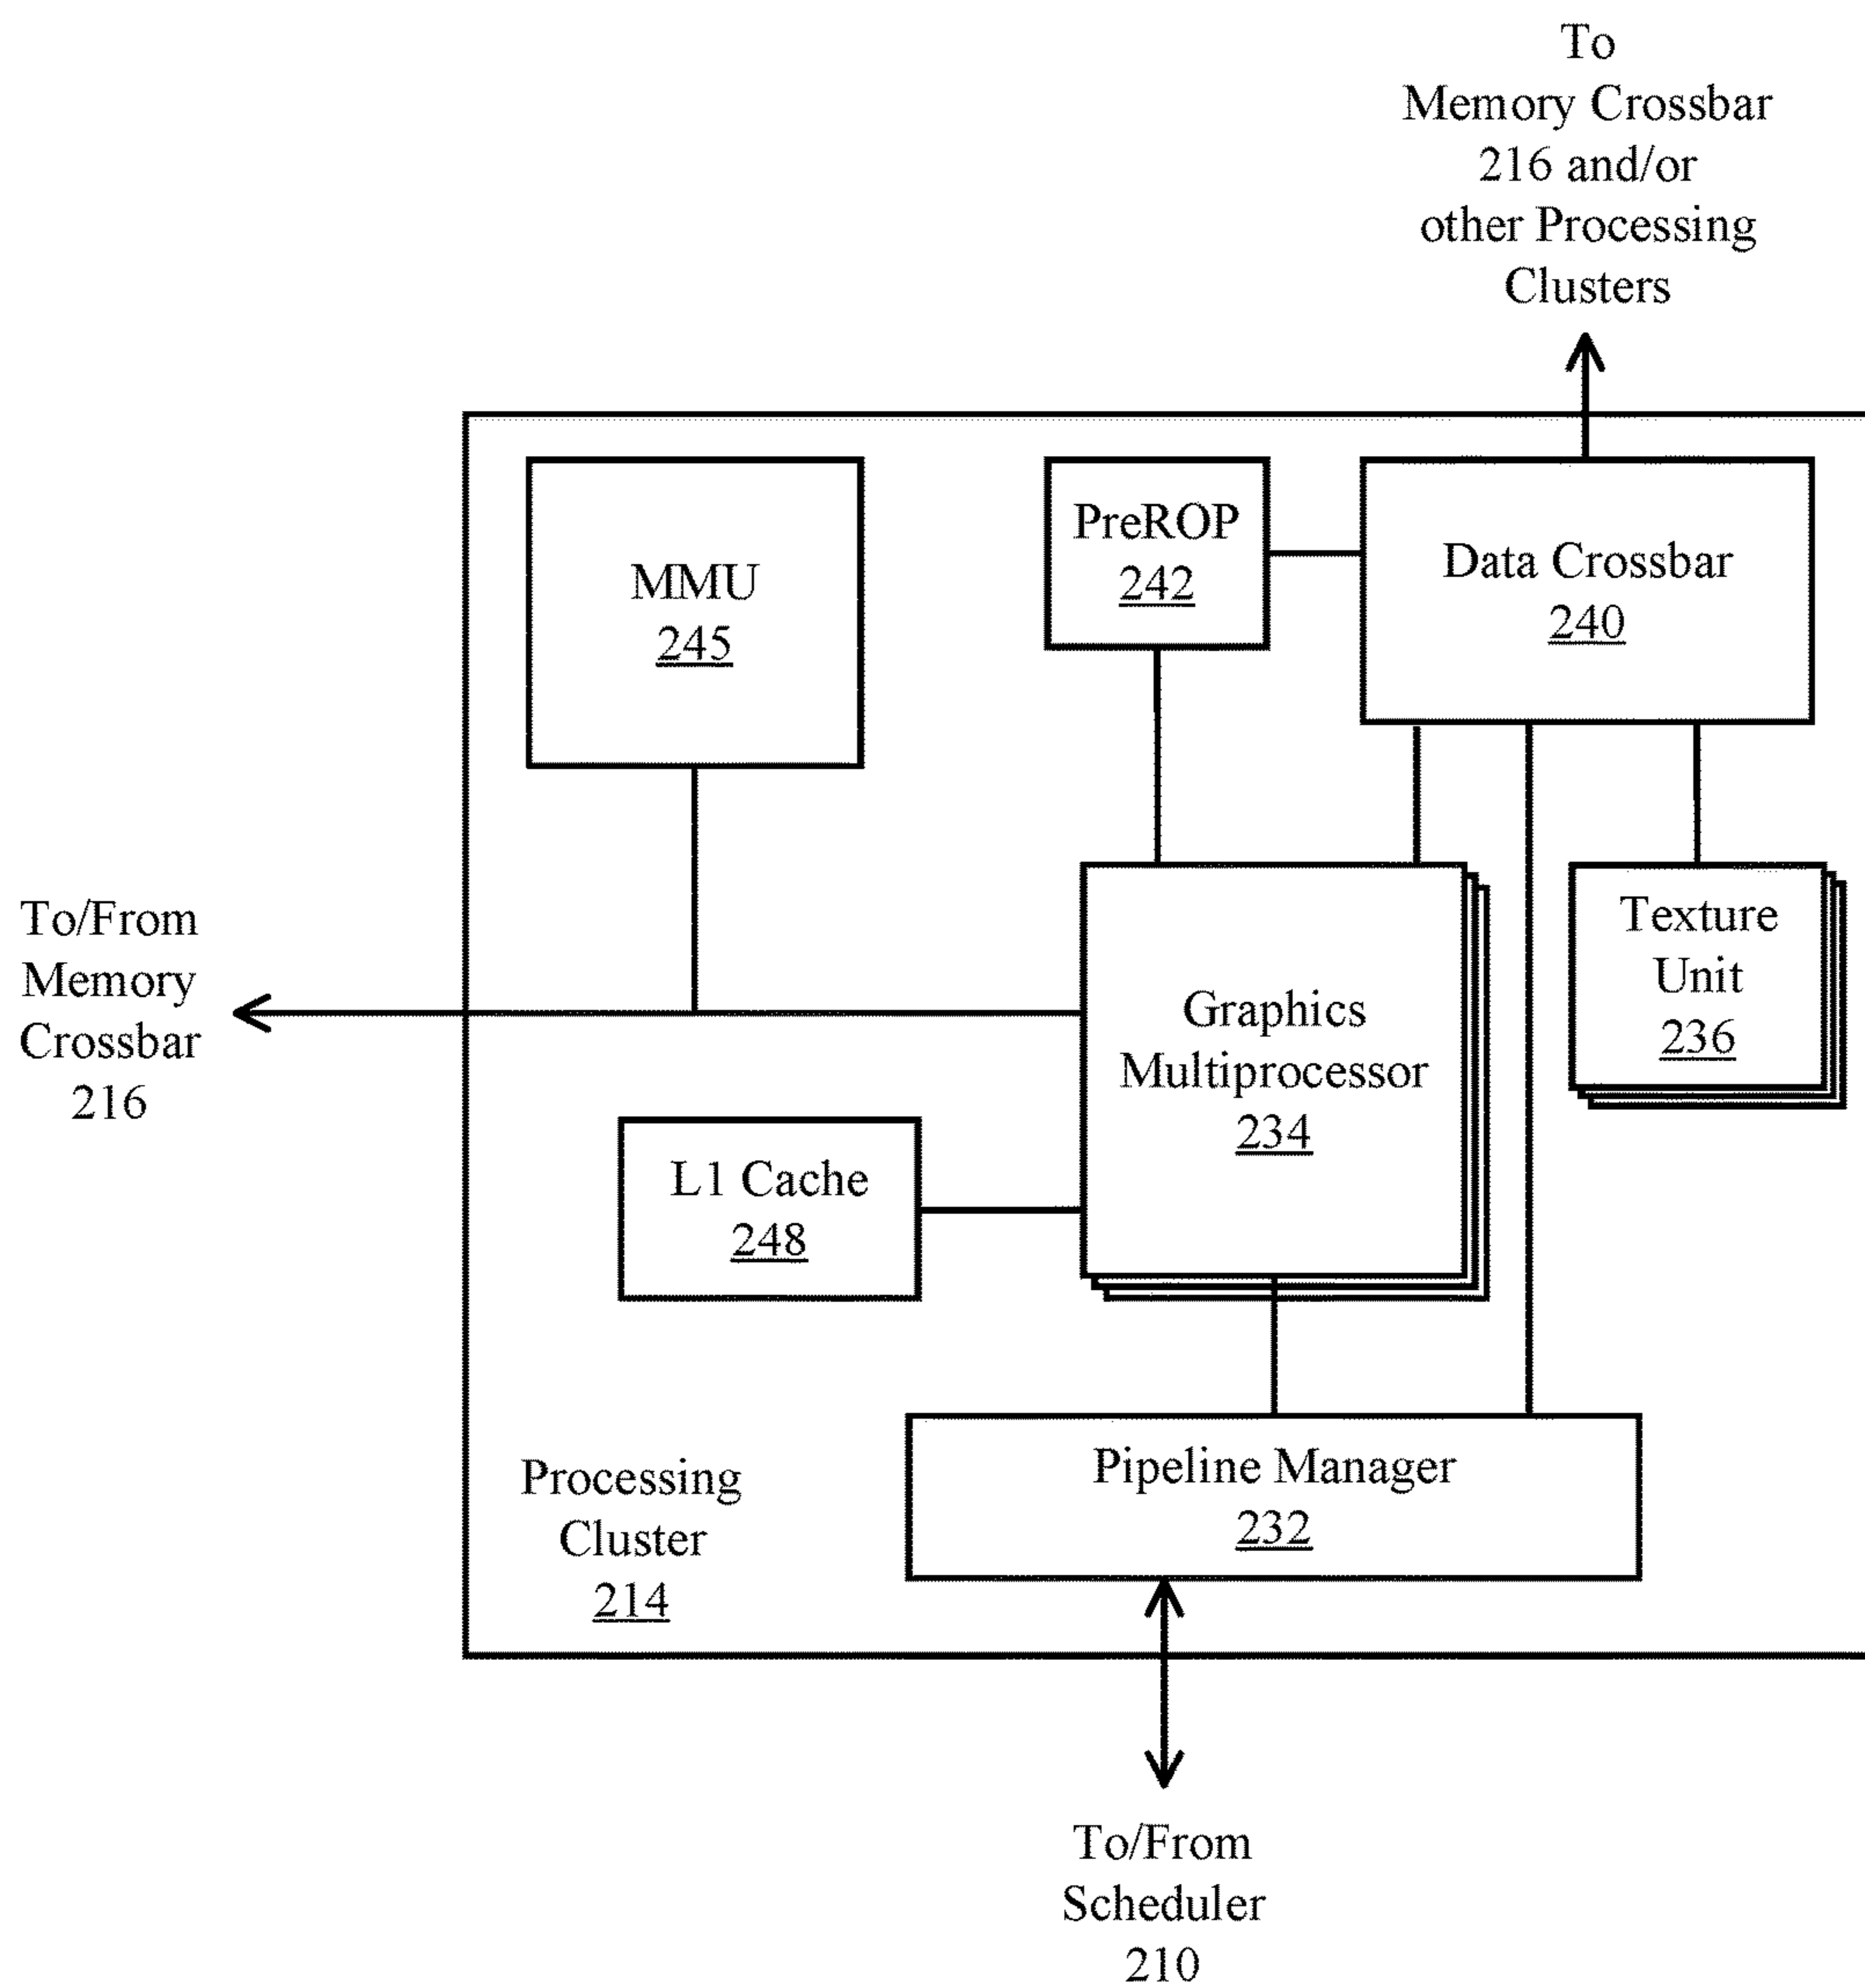 To
Memory Crossbar
216 and/or
other Processing
Clusters
MMU
245
PreROP
242
Data Crossbar
240
To/From
Memory
Crossbar
216
Graphics
Multiprocessor
234
Texture
Unit
236
L1 Cache
248
Processing
Cluster
214
Pipeline Manager
232
To/From
Scheduler
210